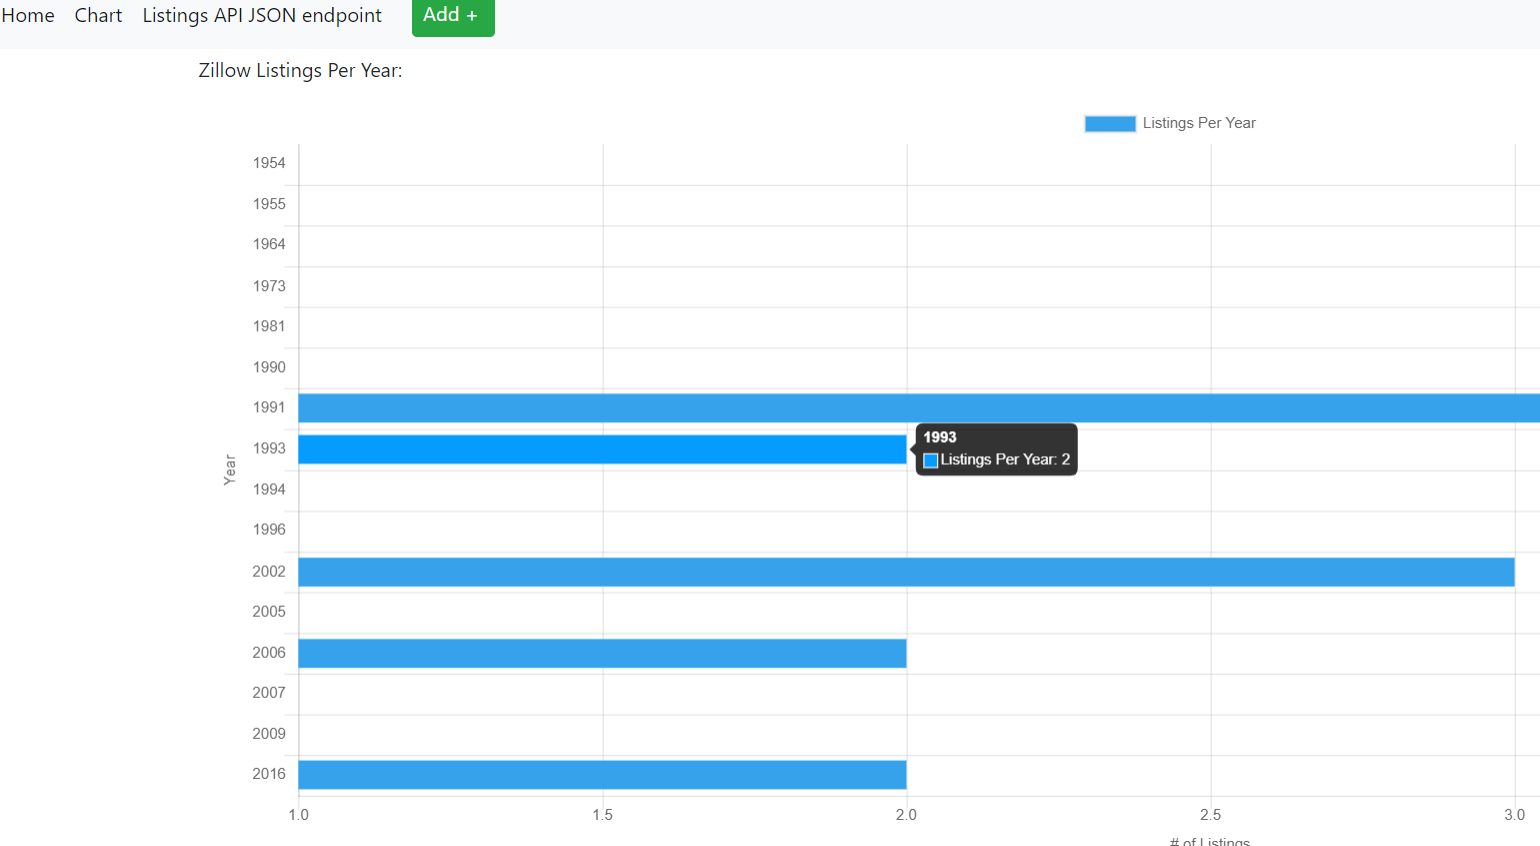 Home Chart Listings API JSON endpoint Add +
Zillow Listings Per Year:
Listings Per Year
1954
1955
1964
1973
1981
1990
1991
1993
1993
Listings Per Year: 2
Year
1994
1996
2002
2005
2006
2007
2009
2016
1.0 1.5 2.0 2.5 3.0
# of Listings